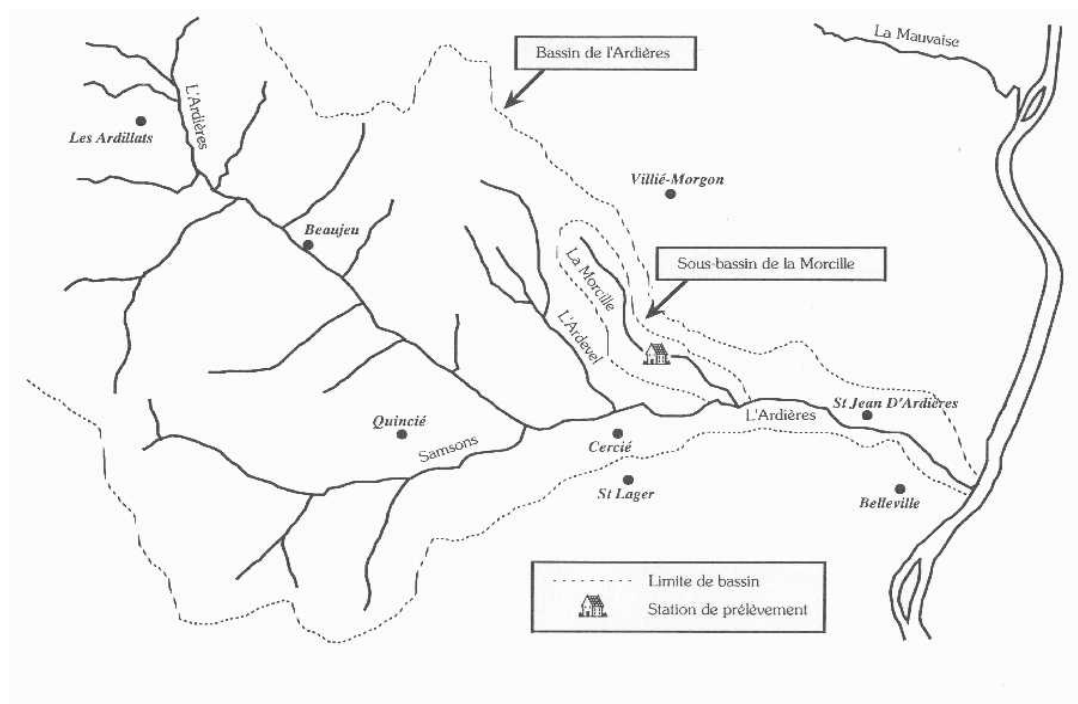 La Mauvaise
Bassin de l'Ardières
L'Ardières
Les Ardillats
Villié-Morgon
Beaujeu
La Morcille
Sous-bassin de la Morcille
L'Ardevel
St Jean D'Ardières
L'Ardières
Quincié
Samsons
Cercié
St Lager
Belleville
Limite de bassin
Station de prélèvement